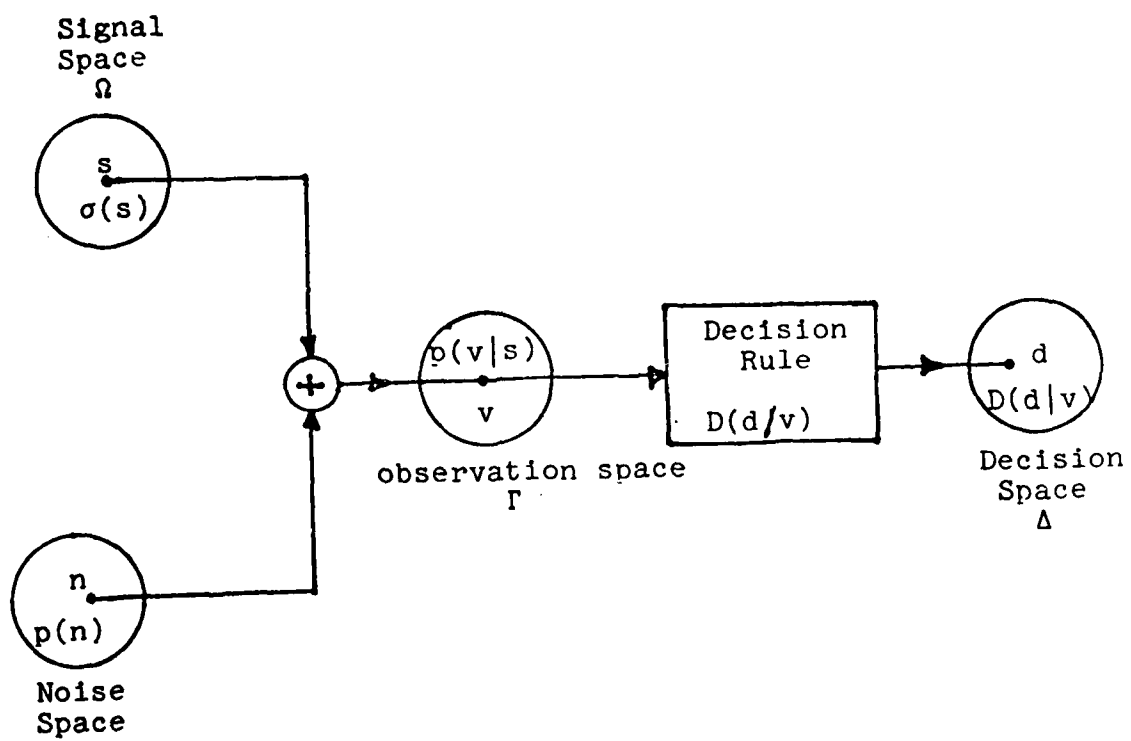 Signal
Space
Ω
s
σ(s)
+
p(v|s)
v
observation space
Γ
Decision
Rule
D(d/v)
d
D(d|v)
Decision
Space
Δ
n
p(n)
Noise
Space